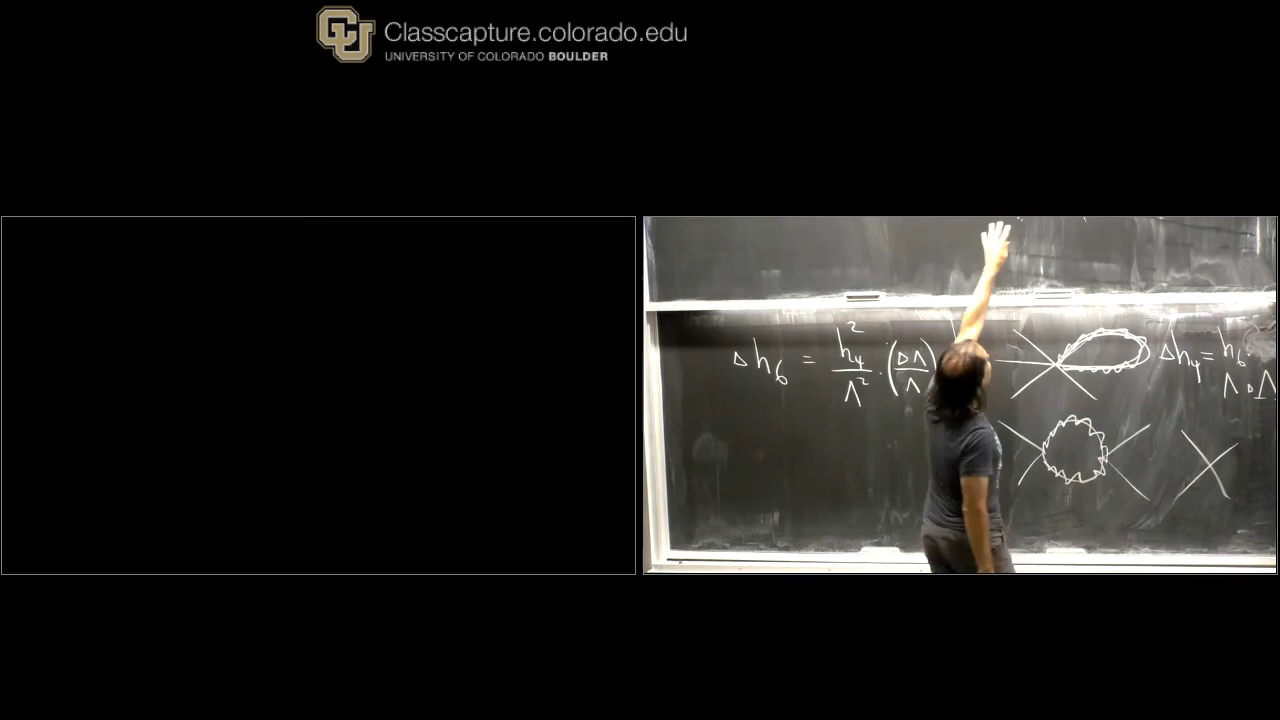 Classcapture.colorado.edu
UNIVERSITY OF COLORADO BOULDER
Δh₆ = h₄²/Λ² · (ΔΛ/Λ)
Δh₄ = h₆ · Λ ΔΛ